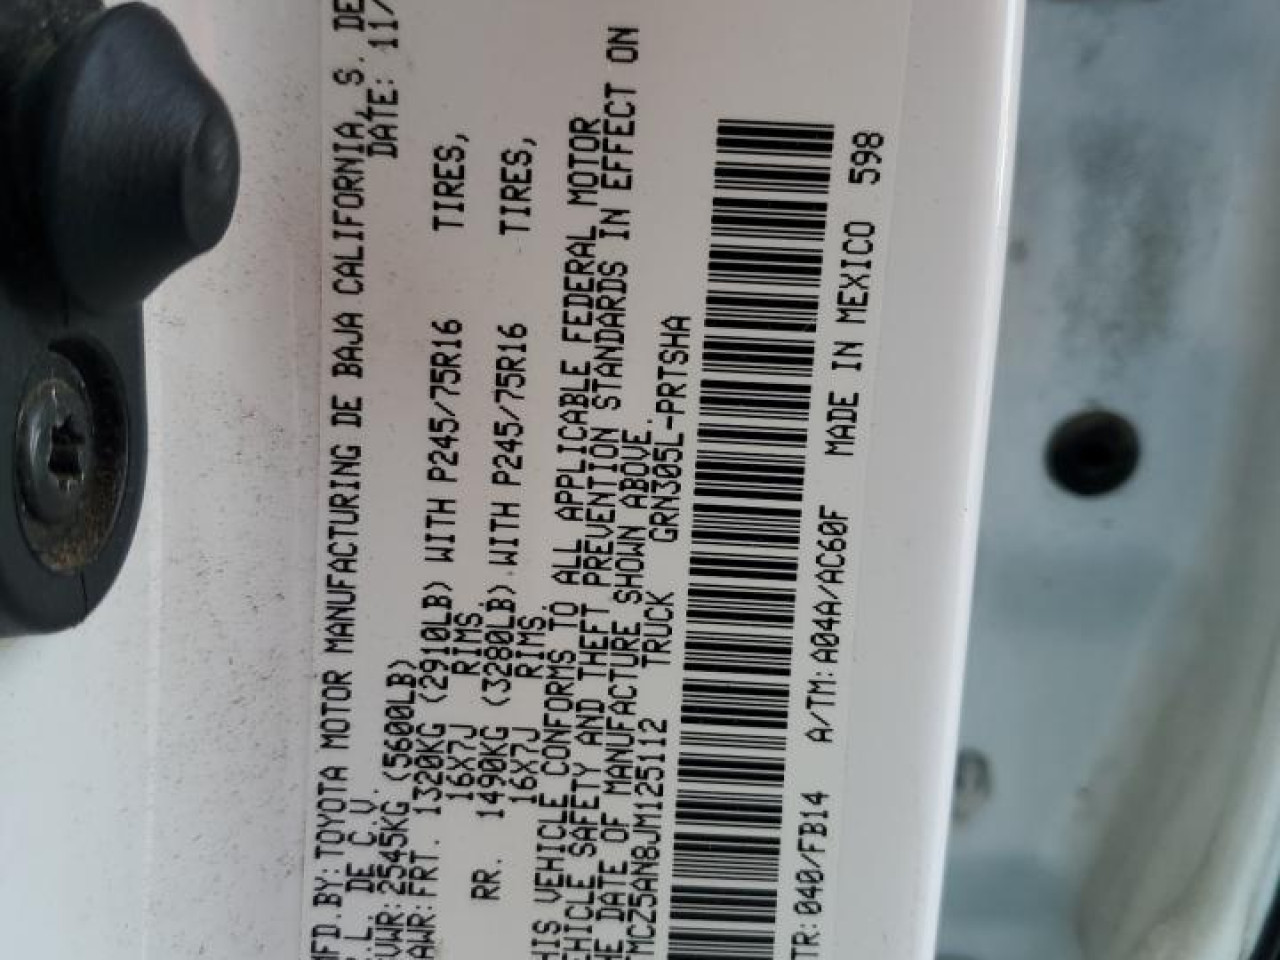 MFD.BY:TOYOTA MOTOR MANUFACTURING DE BAJA CALIFORNIA, S. DE
R.L. DE C.V. DATE: 11/
GVWR:2545KG (5600LB)
GAWR:FRT. 1320KG (2910LB) WITH P245/75R16 TIRES,
16X7J RIMS.
RR. 1490KG (3280LB) WITH P245/75R16 TIRES,
16X7J RIMS.
THIS VEHICLE CONFORMS TO ALL APPLICABLE FEDERAL MOTOR
VEHICLE SAFETY AND THEFT PREVENTION STANDARDS IN EFFECT ON
THE DATE OF MANUFACTURE SHOWN ABOVE.
TMCZ5AN8JM125112 TRUCK GRN305L-PRTSHA
TR:040/FB14 A/TM:A04A/AC60F MADE IN MEXICO 598